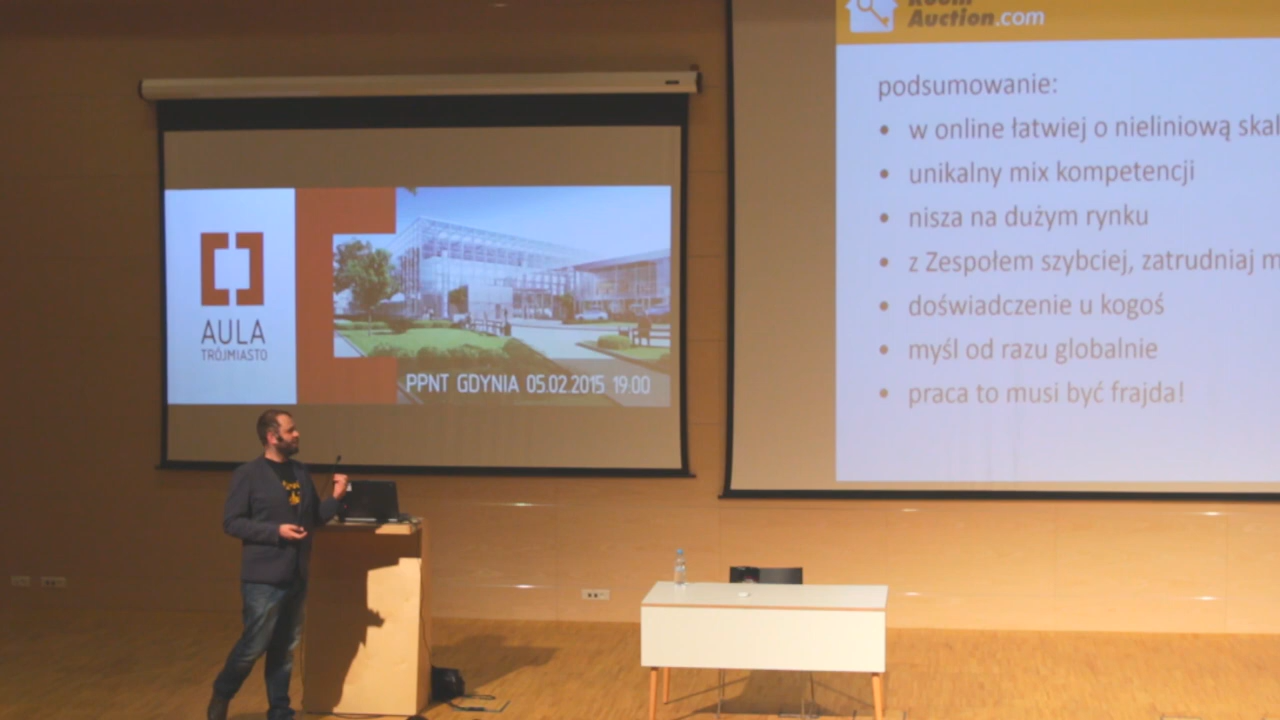 AULA
TRÓJMIASTO
PPNT GDYNIA 05.02.2015 19:00
Room
Auction.com
podsumowanie:
• w online łatwiej o nieliniową skal
• unikalny mix kompetencji
• nisza na dużym rynku
• z Zespołem szybciej, zatrudniaj m
• doświadczenie u kogoś
• myśl od razu globalnie
• praca to musi być frajda!